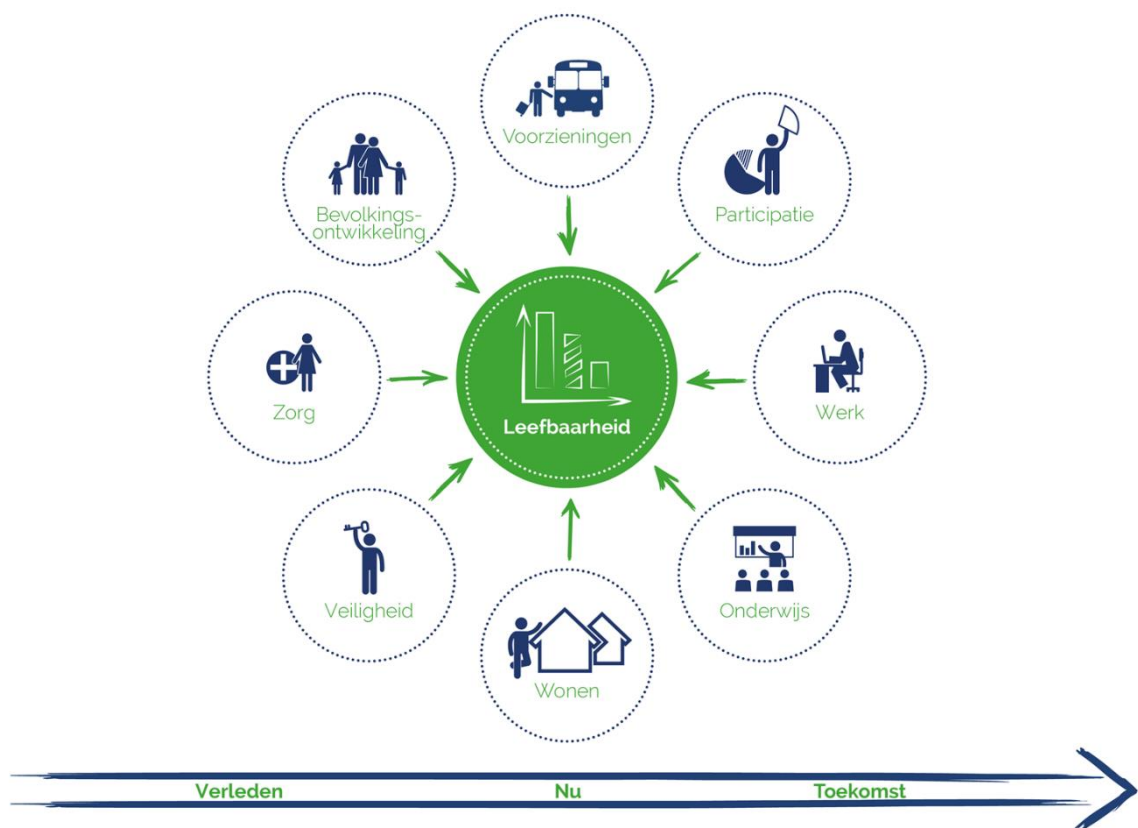 Voorzieningen
Participatie
Bevolkings-
ontwikkeling
Zorg
Leefbaarheid
Werk
Veiligheid
Onderwijs
Wonen
Verleden
Nu
Toekomst